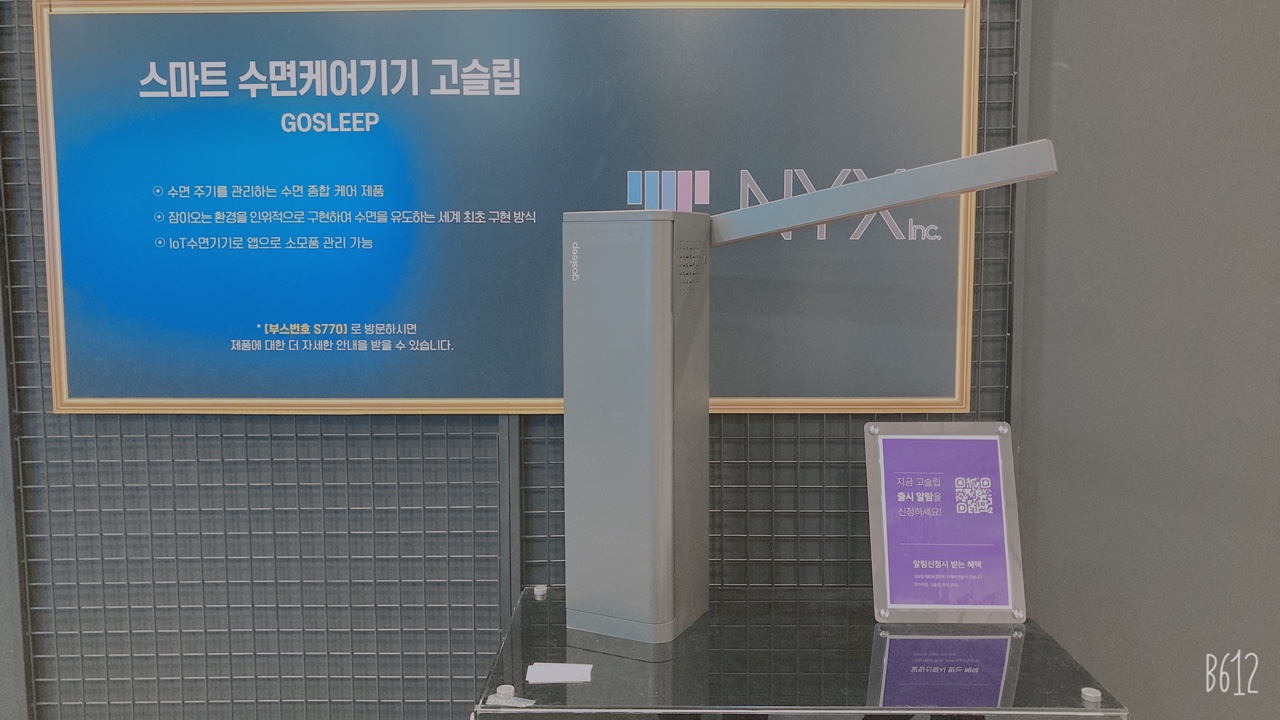 스마트 수면케어기기 고슬립
GOSLEEP
수면 주기를 관리하는 수면 종합 케어 제품
잠이오는 환경을 인위적으로 구현하여 수면을 유도하는 세계 최초 구현 방식
IoT수면기기로 앱으로 소모품 관리 가능
* [부스번호 S770] 로 방문하시면
제품에 대한 더 자세한 안내을 받을 수 있습니다.
NYX Inc.
gosleep
지금 고슬립
출시 알람을
신청하세요!
알림신청시 받는 혜택
B612